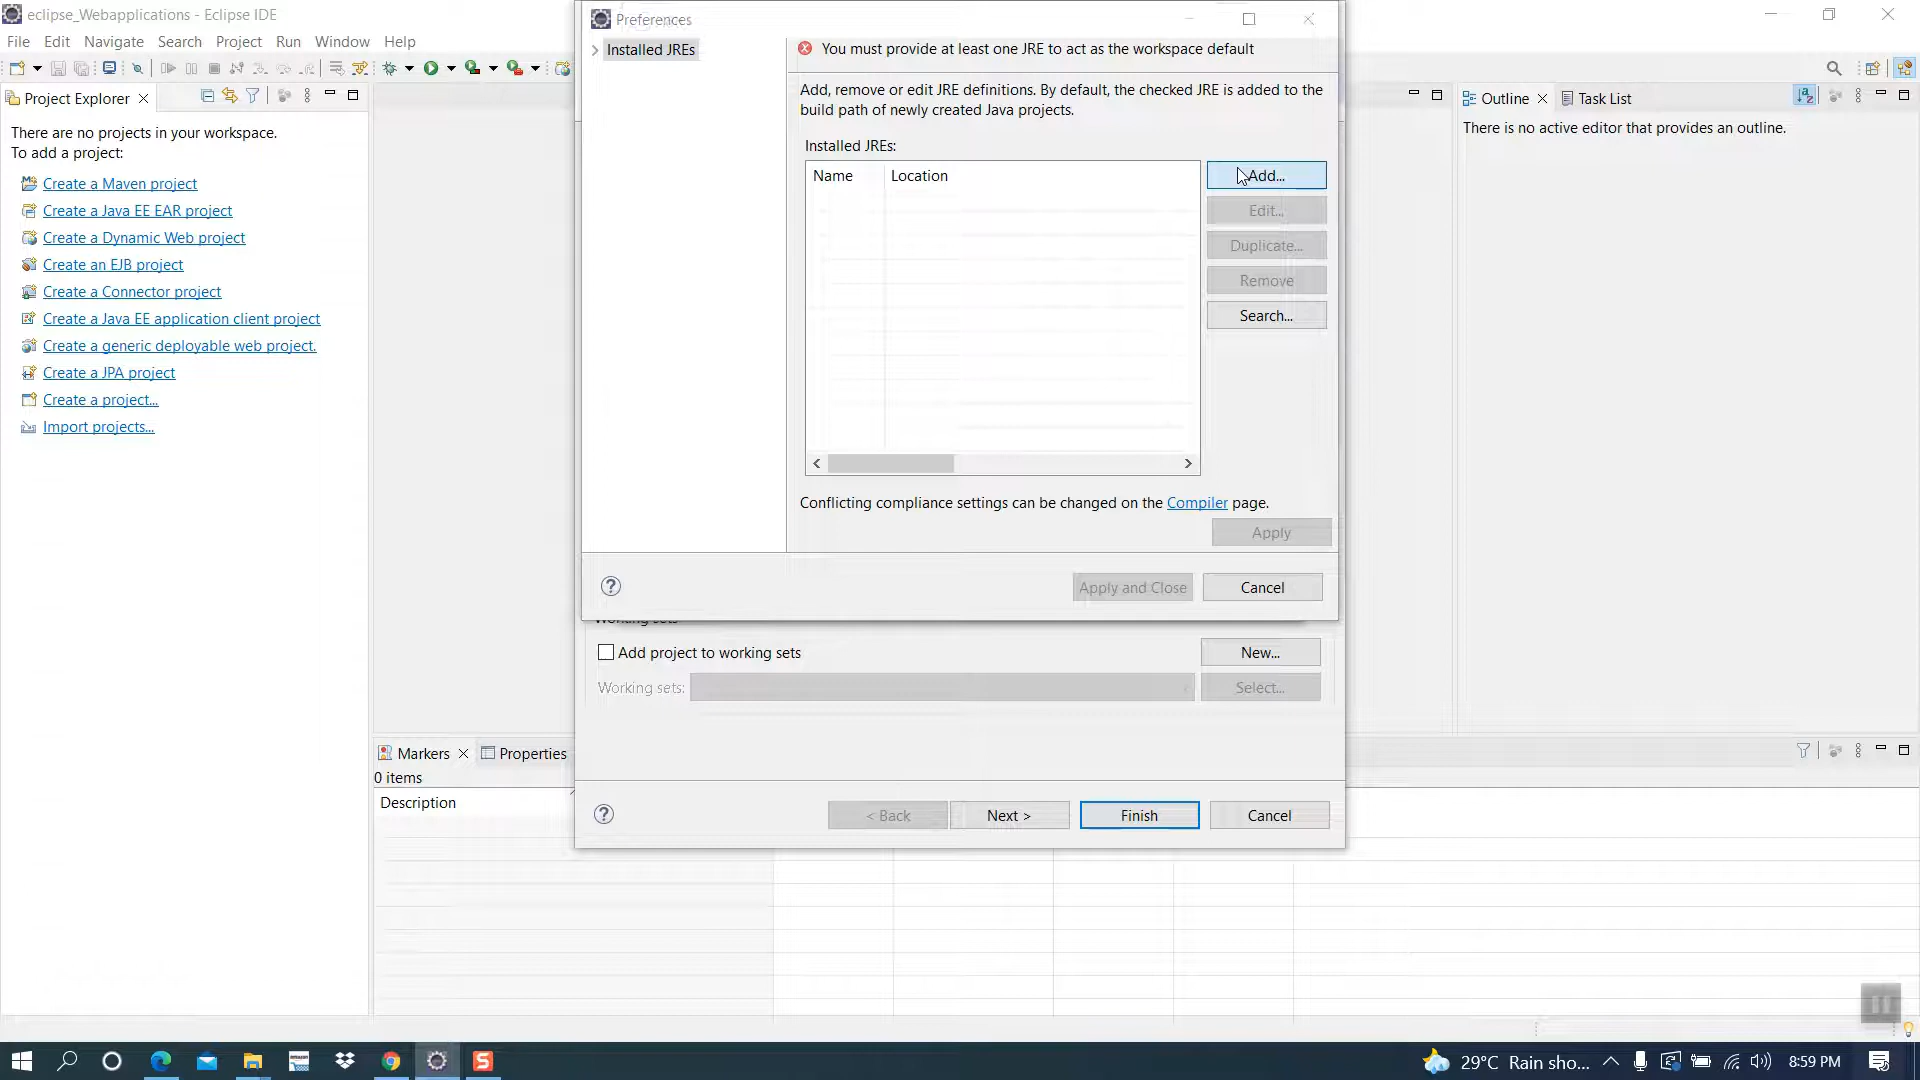 eclipse_Webapplications - Eclipse IDE
File Edit Navigate Search Project Run Window Help
Project Explorer
There are no projects in your workspace.
To add a project:
Create a Maven project
Create a Java EE EAR project
Create a Dynamic Web project
Create an EJB project
Create a Connector project
Create a Java EE application client project
Create a generic deployable web project.
Create a JPA project
Create a project...
Import projects...
Preferences
Installed JREs
You must provide at least one JRE to act as the workspace default
Add, remove or edit JRE definitions. By default, the checked JRE is added to the
build path of newly created Java projects.
Installed JREs:
Name Location
Add...
Edit...
Duplicate...
Remove
Search...
Conflicting compliance settings can be changed on the Compiler page.
Apply
Apply and Close Cancel
Working sets
Add project to working sets New...
Working sets: Select...
< Back Next > Finish Cancel
Outline Task List
There is no active editor that provides an outline.
Markers Properties
0 items
Description
29°C Rain sho... 8:59 PM